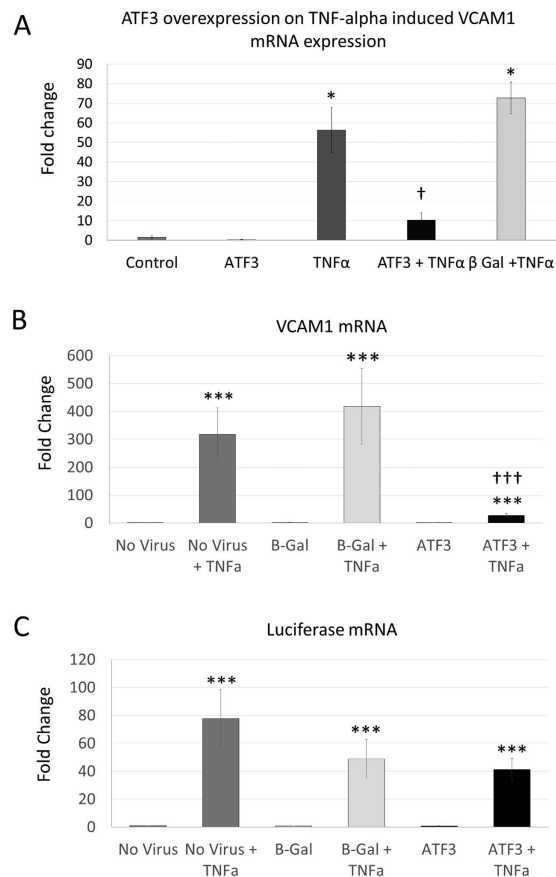 A
ATF3 overexpression on TNF-alpha induced VCAM1
mRNA expression
Fold change
90
80
70
60
50
40
30
20
10
0
*
†
*
Control ATF3 TNFα ATF3 + TNFα β Gal +TNFα
B
VCAM1 mRNA
Fold Change
600
500
400
300
200
100
0
***
***
†††
***
No Virus No Virus B-Gal B-Gal + ATF3 ATF3 +
+ TNFa TNFa TNFa
C
Luciferase mRNA
Fold Change
120
100
80
60
40
20
0
***
***
***
No Virus No Virus + B-Gal B-Gal + ATF3 ATF3 +
TNFa TNFa TNFa